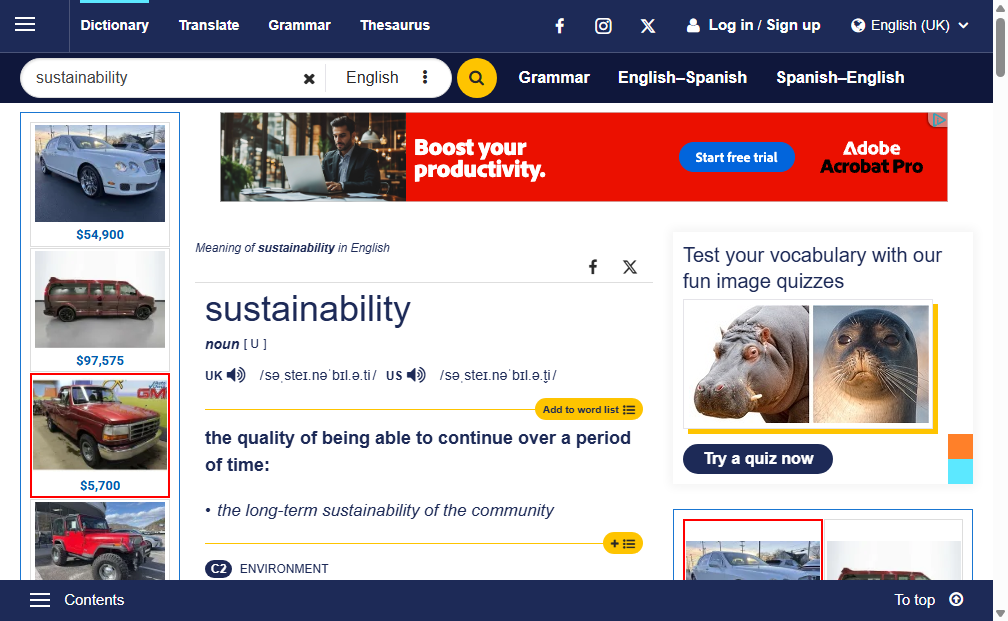 Dictionary Translate Grammar Thesaurus Log in / Sign up English (UK)
sustainability English Grammar English–Spanish Spanish–English
$54,900
$97,575
$5,700
Boost your
productivity.
Start free trial
Adobe
Acrobat Pro
Meaning of sustainability in English
sustainability
noun [ U ]
UK /səˌsteɪ.nəˈbɪl.ə.ti/ US /səˌsteɪ.nəˈbɪl.ə.t̬i/
Add to word list
the quality of being able to continue over a period
of time:
• the long-term sustainability of the community
+
C2 ENVIRONMENT
Test your vocabulary with our
fun image quizzes
Try a quiz now
Contents To top